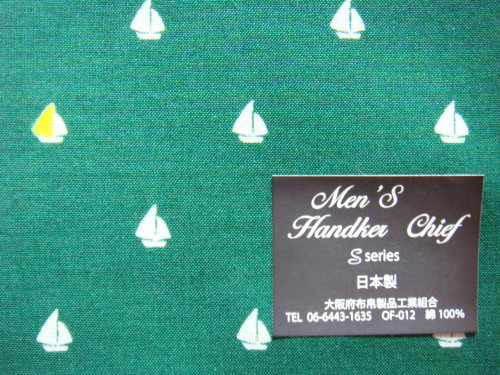 Men'S
Handker Chief
S series
日本製
大阪府布帛製品工業組合
TEL 06-6443-1635 OF-012 綿100%